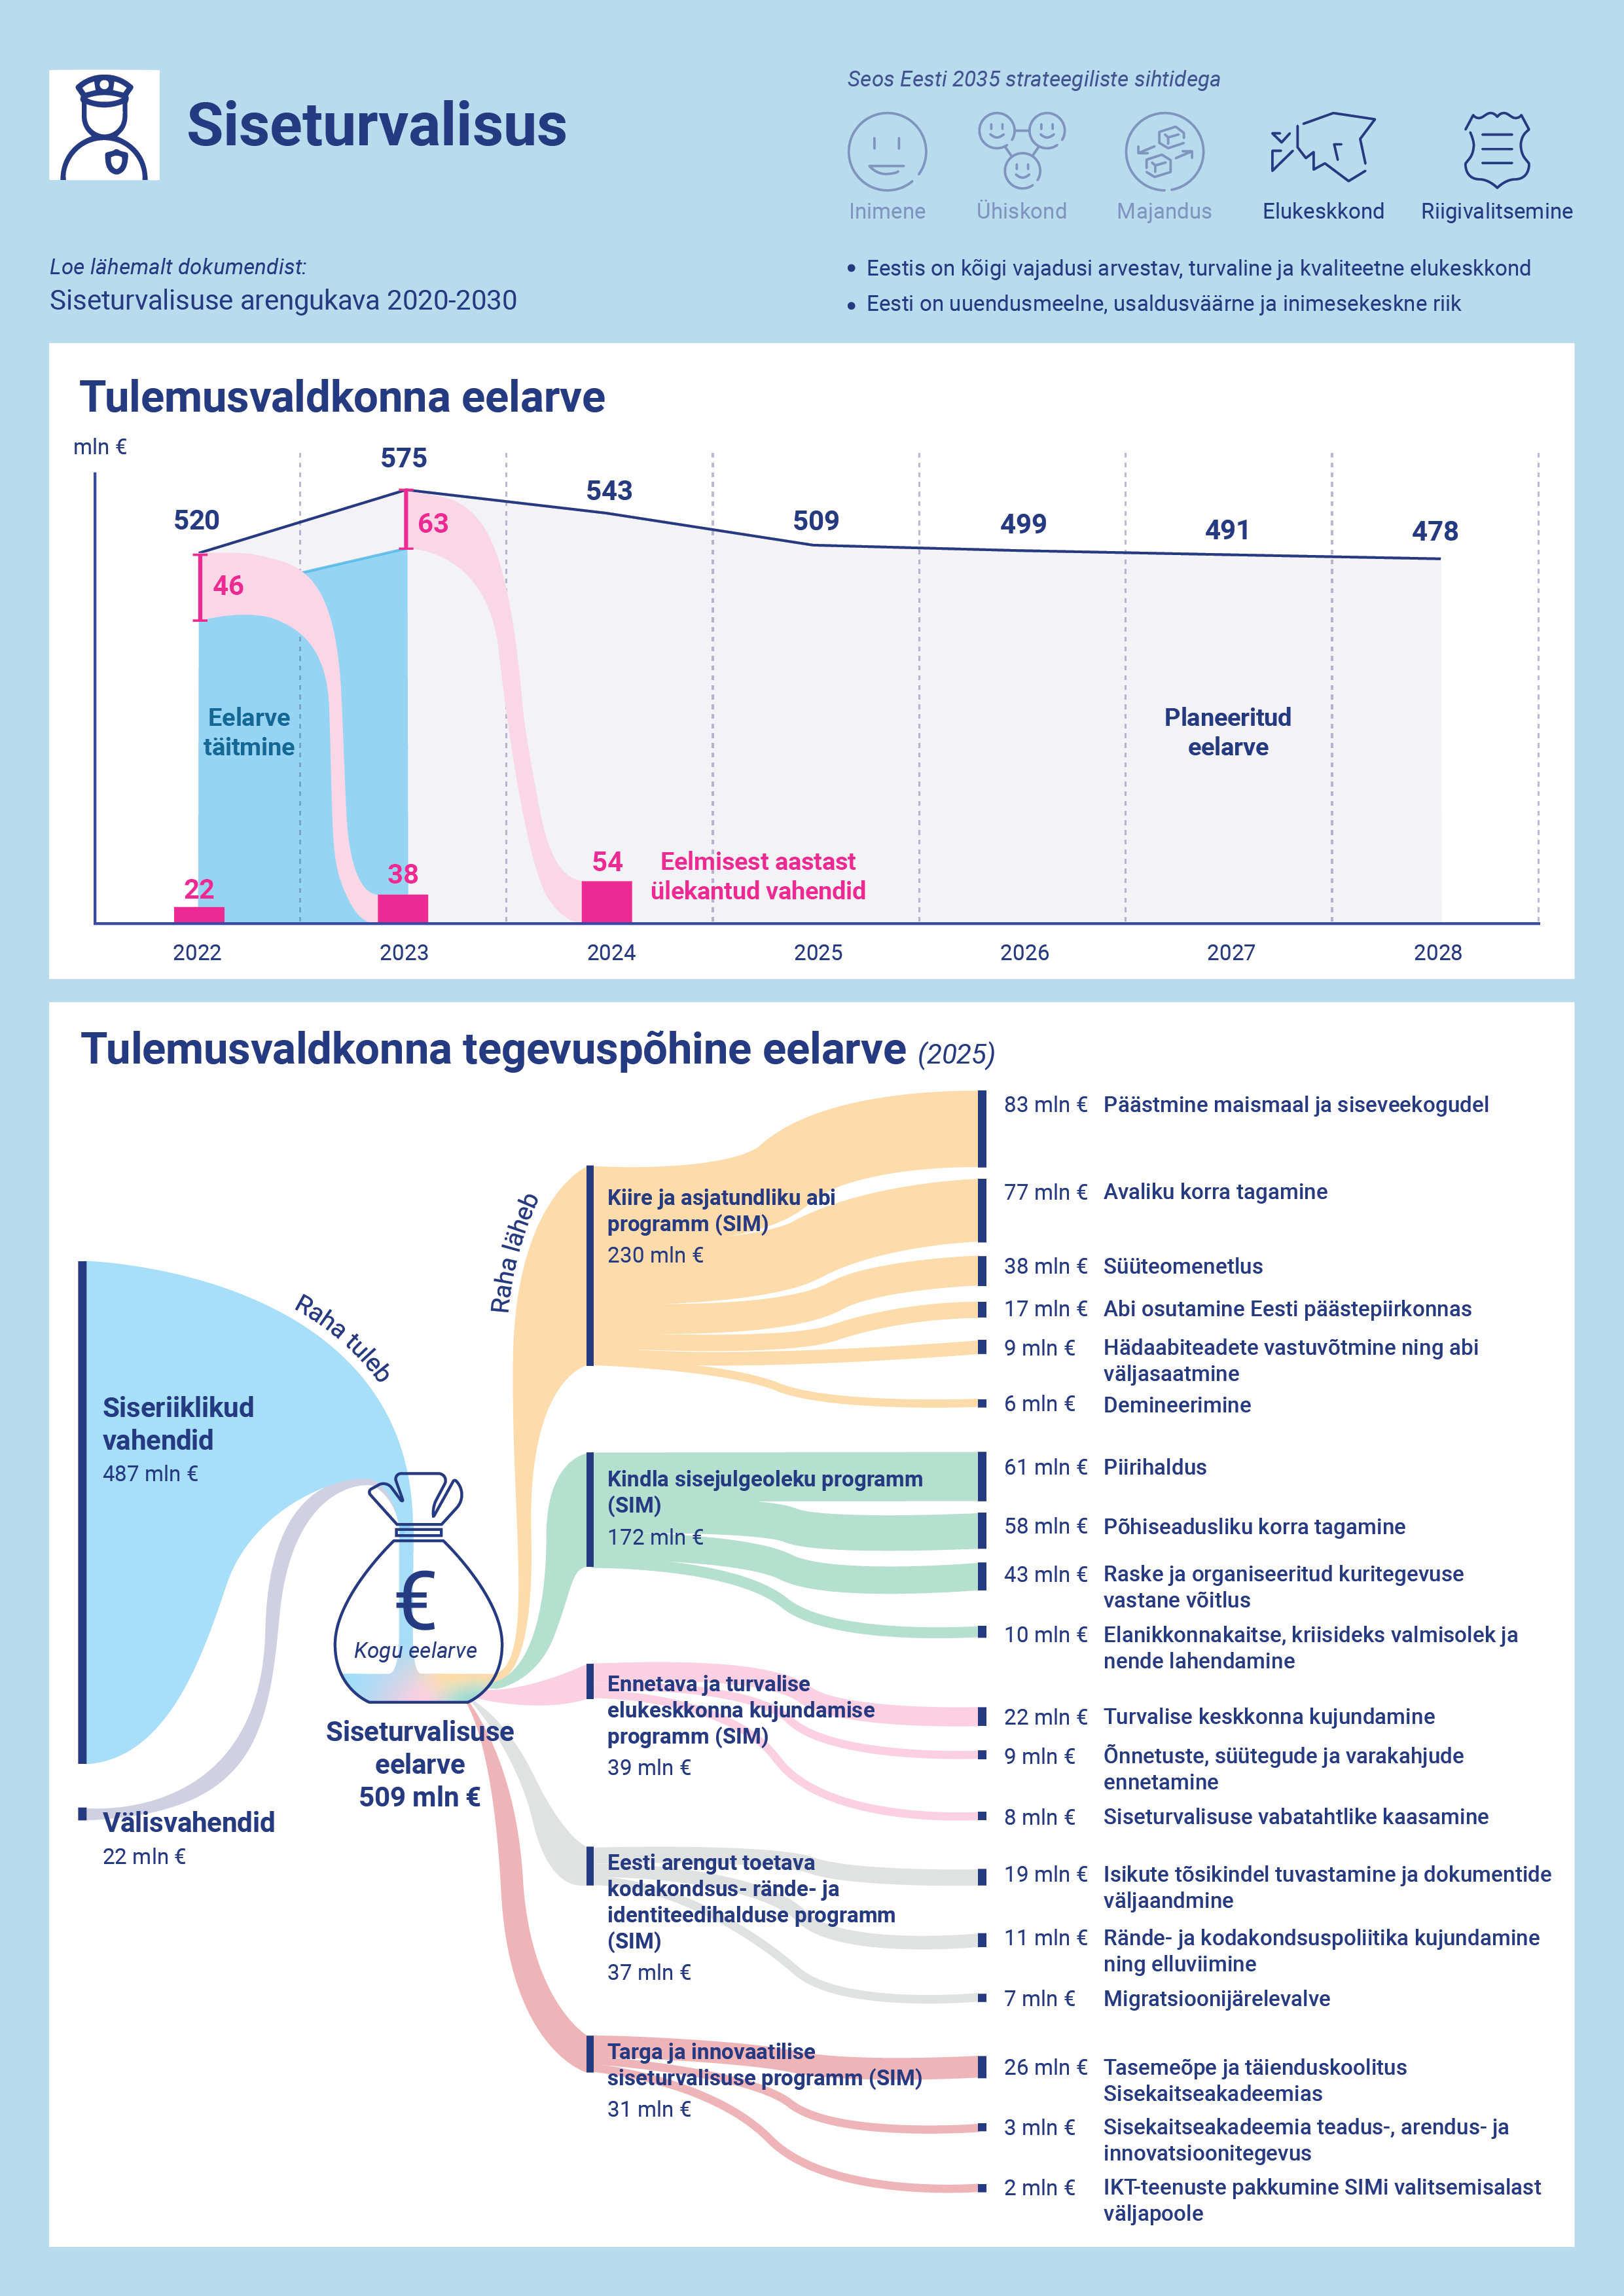 Siseturvalisus
Seos Eesti 2035 strateegiliste sihtidega
Inimene
Ühiskond
Majandus
Elukeskkond
Riigivalitsemine
Loe lähemalt dokumendist:
Siseturvalisuse arengukava 2020-2030
• Eestis on kõigi vajadusi arvestav, turvaline ja kvaliteetne elukeskkond
• Eesti on uuendusmeelne, usaldusväärne ja inimesekeskne riik
Tulemusvaldkonna eelarve
mln €
520
575
543
509
499
491
478
46
63
Eelarve
täitmine
Planeeritud
eelarve
22
38
54
Eelmisest aastast
ülekantud vahendid
2022
2023
2024
2025
2026
2027
2028
Tulemusvaldkonna tegevuspõhine eelarve (2025)
Raha tuleb
Siseriiklikud
vahendid
487 mln €
Välisvahendid
22 mln €
€
Kogu eelarve
Siseturvalisuse
eelarve
509 mln €
Raha läheb
Kiire ja asjatundliku abi
programm (SIM)
230 mln €
83 mln € Päästmine maismaal ja siseveekogudel
77 mln € Avaliku korra tagamine
38 mln € Süüteomenetlus
17 mln € Abi osutamine Eesti päästepiirkonnas
9 mln € Hädaabiteadete vastuvõtmine ning abi
väljasaatmine
6 mln € Demineerimine
Kindla sisejulgeoleku programm
(SIM)
172 mln €
61 mln € Piirihaldus
58 mln € Põhiseadusliku korra tagamine
43 mln € Raske ja organiseeritud kuritegevuse
vastane võitlus
10 mln € Elanikkonnakaitse, kriisideks valmisolek ja
nende lahendamine
Ennetava ja turvalise
elukeskkonna kujundamise
programm (SIM)
39 mln €
22 mln € Turvalise keskkonna kujundamine
9 mln € Õnnetuste, süütegude ja varakahjude
ennetamine
8 mln € Siseturvalisuse vabatahtlike kaasamine
Eesti arengut toetava
kodakondsus- rände- ja
identiteedihalduse programm
(SIM)
37 mln €
19 mln € Isikute tõsikindel tuvastamine ja dokumentide
väljaandmine
11 mln € Rände- ja kodakondsuspoliitika kujundamine
ning elluviimine
7 mln € Migratsioonijärelevalve
Targa ja innovaatilise
siseturvalisuse programm (SIM)
31 mln €
26 mln € Tasemeõpe ja täienduskoolitus
Sisekaitseakadeemias
3 mln € Sisekaitseakadeemia teadus-, arendus- ja
innovatsioonitegevus
2 mln € IKT-teenuste pakkumine SIMi valitsemisalast
väljapoole